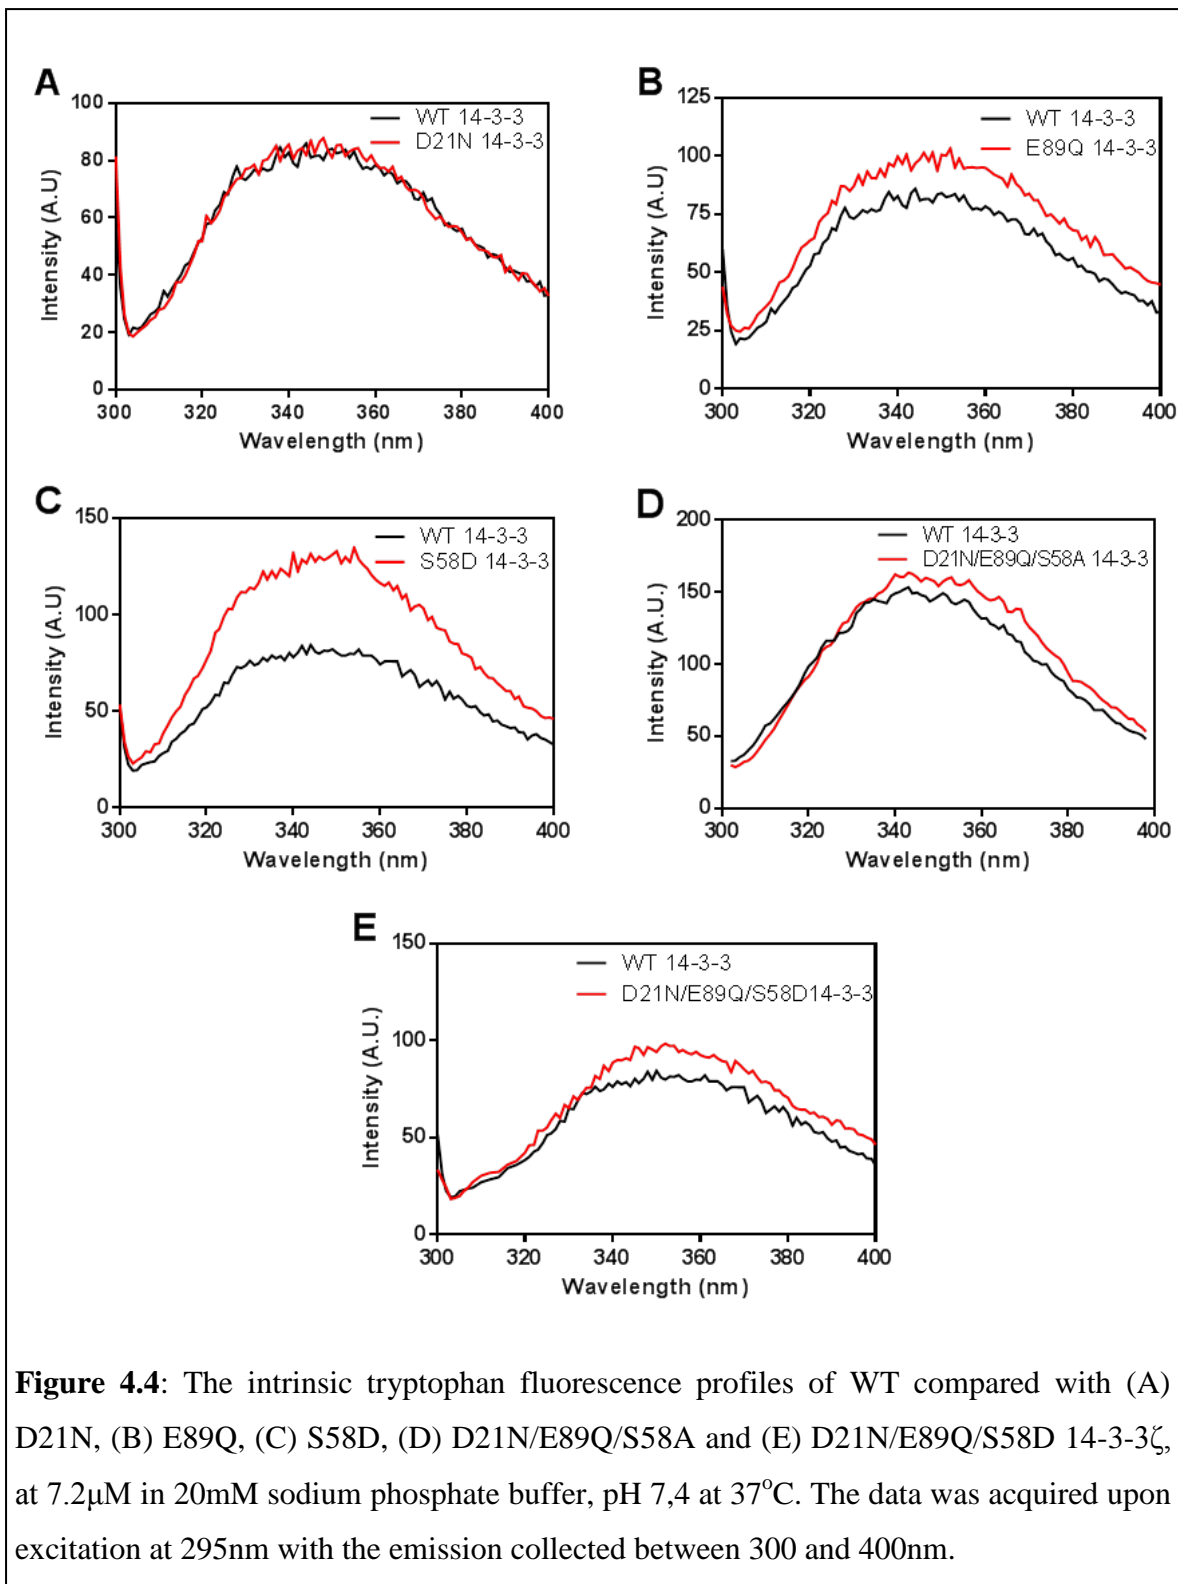 A
100
80
60
40
20
0
Intensity (A.U)
WT 14-3-3
D21N 14-3-3
300 320 340 360 380 400
Wavelength (nm)
B
125
100
75
50
25
0
Intensity (A.U)
WT 14-3-3
E89Q 14-3-3
300 320 340 360 380 400
Wavelength (nm)
C
150
100
50
0
Intensity (A.U)
WT 14-3-3
S58D 14-3-3
300 320 340 360 380 400
Wavelength (nm)
D
200
150
100
50
0
Intensity (A.U.)
WT 14-3-3
D21N/E89Q/S58A 14-3-3
300 320 340 360 380 400
Wavelength (nm)
E
150
100
50
0
Intensity (A.U.)
WT 14-3-3
D21N/E89Q/S58D14-3-3
300 320 340 360 380 400
Wavelength (nm)
Figure 4.4: The intrinsic tryptophan fluorescence profiles of WT compared with (A)
D21N, (B) E89Q, (C) S58D, (D) D21N/E89Q/S58A and (E) D21N/E89Q/S58D 14-3-3ζ,
at 7.2μM in 20mM sodium phosphate buffer, pH 7,4 at 37°C. The data was acquired upon
excitation at 295nm with the emission collected between 300 and 400nm.